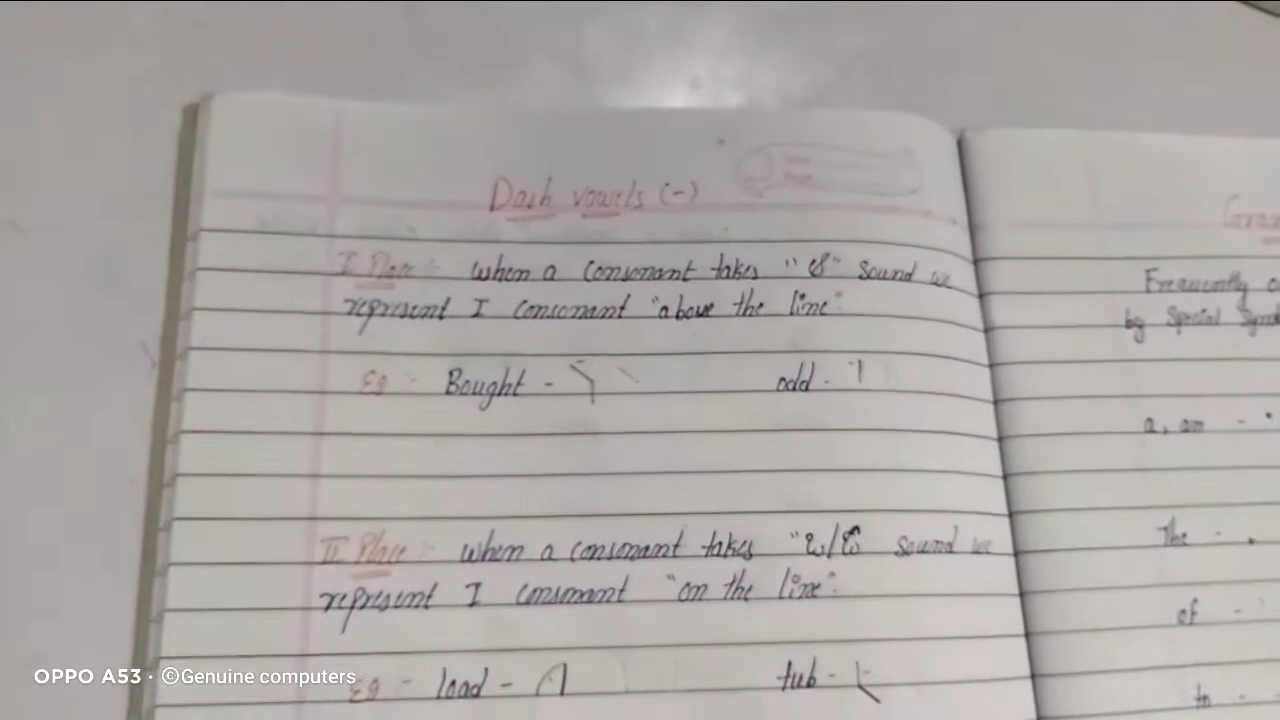 Dash vowels (-)
I Place :- when a consonant takes " " sound we
represent I consonant "above the line".
Eg :- Bought - odd -
II Place :- when a consonant takes " sound we
represent I consonant "on the line".
Eg - load - tub -
Frequently
by Special
a, an - .
The - .
of -
to -
OPPO A53 · ©Genuine computers